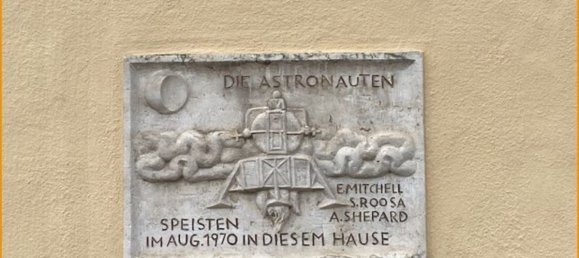 DIE ASTRONAUTEN
E.MITCHELL
S.ROOSA
A.SHEPARD
SPEISTEN
IM AUG. 1970 IN DIESEM HAUSE